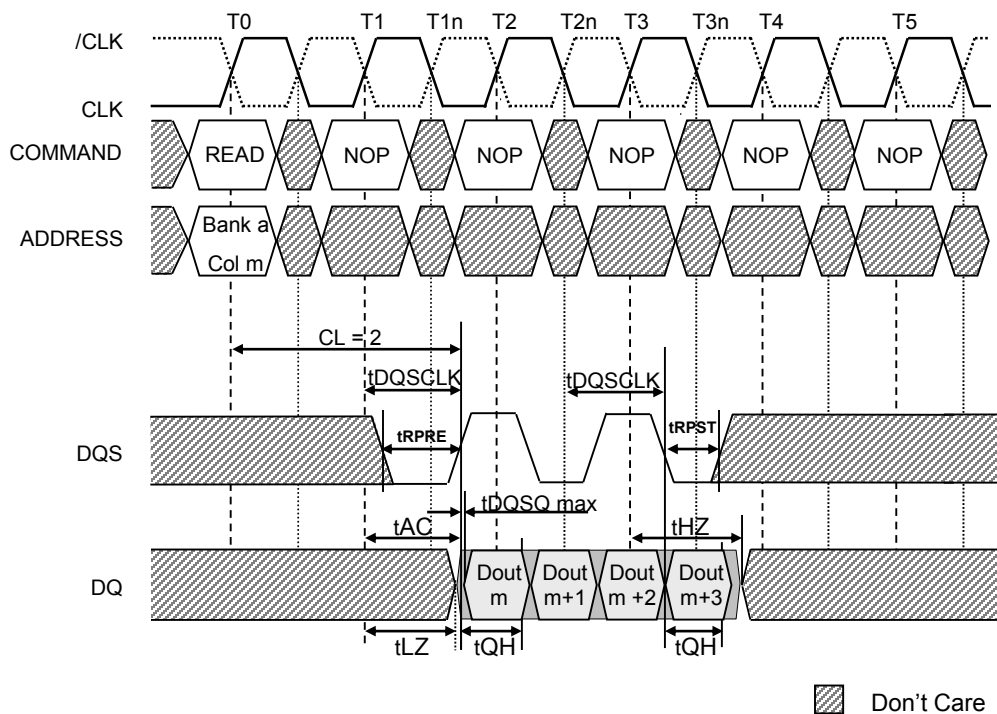 T0 T1 T1n T2 T2n T3 T3n T4 T5
/CLK
CLK
COMMAND READ NOP NOP NOP NOP NOP
ADDRESS Bank a
Col m
CL = 2
tDQSCLK tDQSCLK
DQS tRPRE tRPST
tDQSQ max
tAC tHZ
DQ Dout
m Dout
m+1 Dout
m +2 Dout
m+3
tLZ tQH tQH
Don't Care